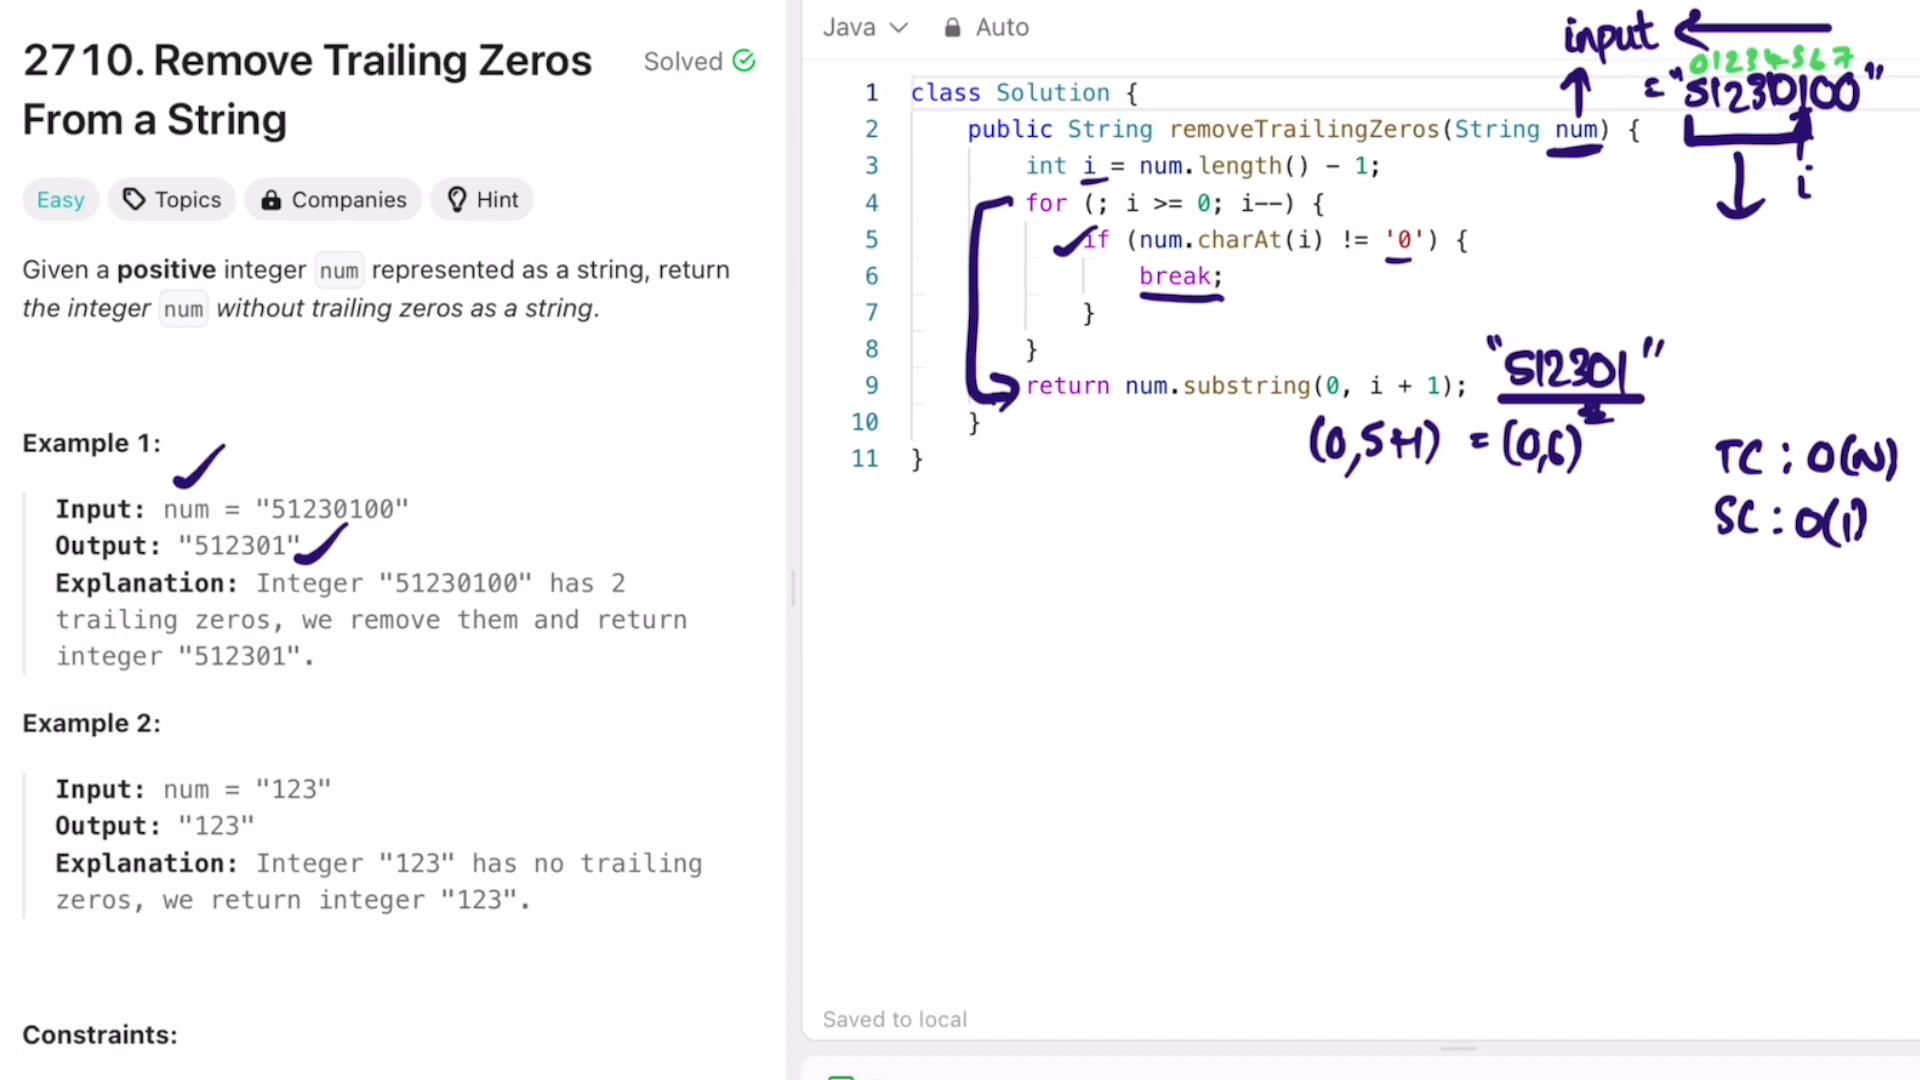 2710. Remove Trailing Zeros
From a String
Solved
Easy
Topics
Companies
Hint
Given a positive integer num represented as a string, return
the integer num without trailing zeros as a string.
Example 1:
Input: num = "51230100"
Output: "512301"
Explanation: Integer "51230100" has 2
trailing zeros, we remove them and return
integer "512301".
Example 2:
Input: num = "123"
Output: "123"
Explanation: Integer "123" has no trailing
zeros, we return integer "123".
Constraints:
Java
Auto
1 class Solution {
2 public String removeTrailingZeros(String num) {
3 int i = num.length() - 1;
4 for (; i >= 0; i--) {
5 if (num.charAt(i) != '0') {
6 break;
7 }
8 }
9 return num.substring(0, i + 1);
10 }
11 }
input
01234567
= "51230100"
i
"512301"
(0,5+1) = (0,6)
TC : O(N)
SC : O(1)
Saved to local